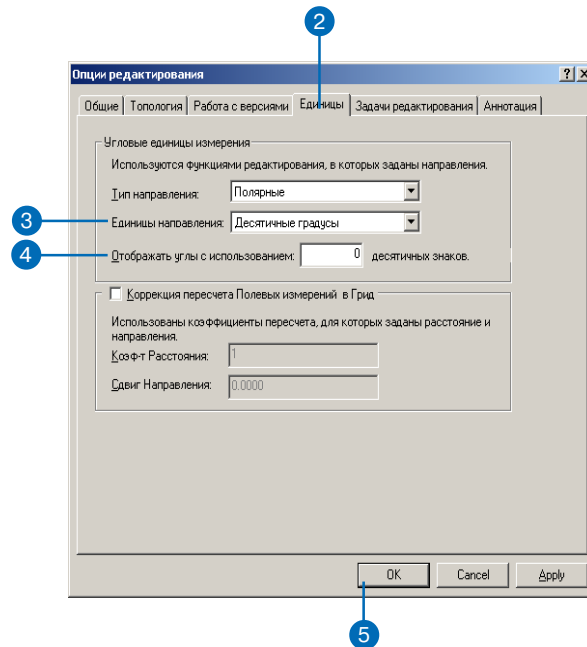 2
Опции редактирования
Общие Топология Работа с версиями Единицы Задачи редактирования Аннотация
Угловые единицы измерения
Используются функциями редактирования, в которых заданы направления.
Тип направления: Полярные
3 Единицы направления: Десятичные градусы
4 Отображать углы с использованием: 0 десятичных знаков.
Коррекция пересчета Полевых измерений в Грид
Использованы коэффициенты пересчета, для которых заданы расстояние и
направления.
Коэф-т Расстояния: 1
Сдвиг Направления: 0.0000
OK Cancel Apply
5